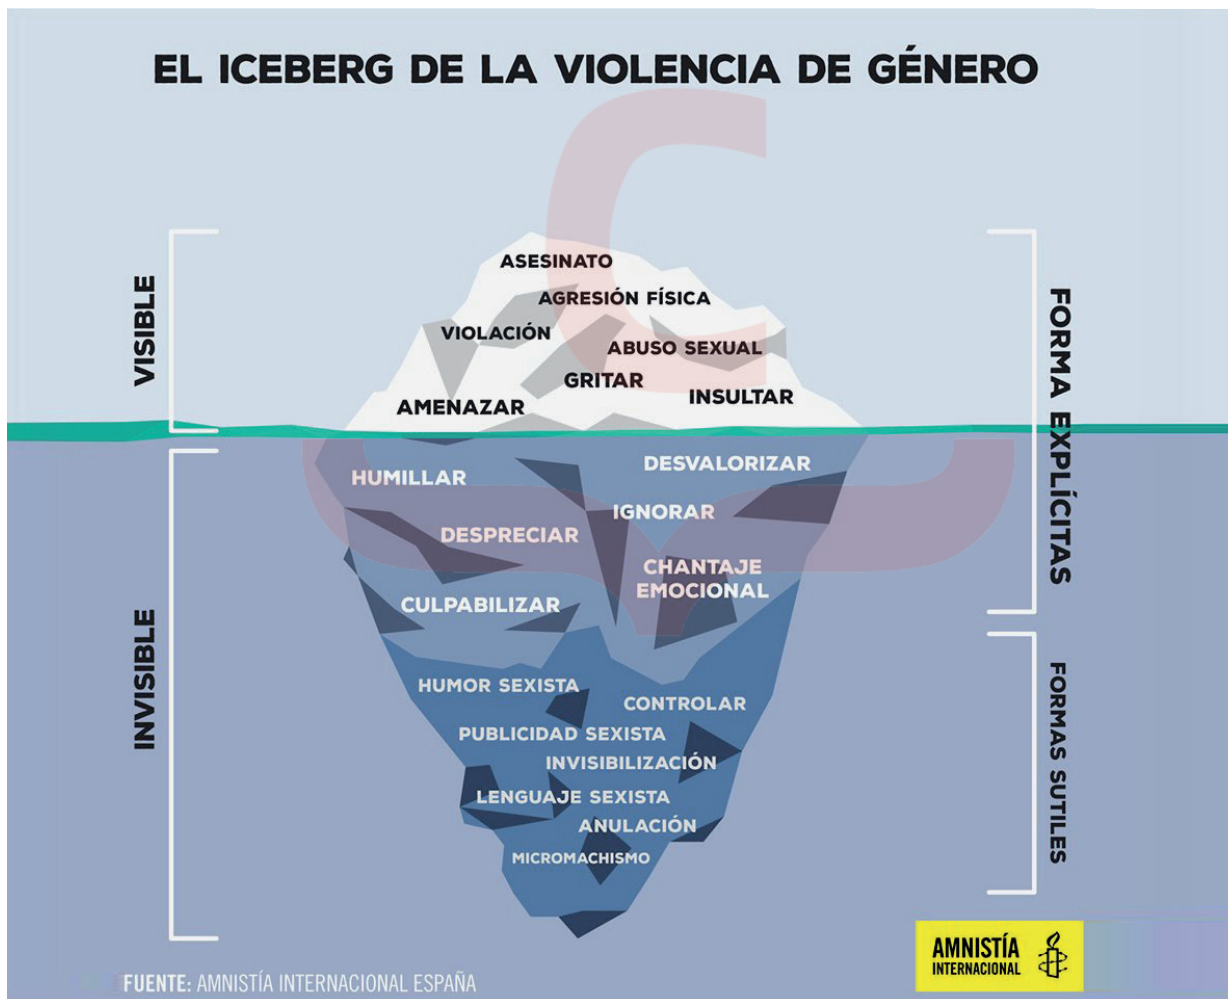 EL ICEBERG DE LA VIOLENCIA DE GÉNERO
VISIBLE
ASESINATO
AGRESIÓN FÍSICA
VIOLACIÓN
ABUSO SEXUAL
GRITAR
INSULTAR
AMENAZAR
FORMA EXPLÍCITAS
HUMILLAR
DESVALORIZAR
IGNORAR
DESPRECIAR
CHANTAJE
EMOCIONAL
CULPABILIZAR
INVISIBLE
HUMOR SEXISTA
CONTROLAR
PUBLICIDAD SEXISTA
INVISIBILIZACIÓN
LENGUAJE SEXISTA
ANULACIÓN
MICROMACHISMO
FORMAS SUTILES
AMNISTÍA
INTERNACIONAL
FUENTE: AMNISTÍA INTERNACIONAL ESPAÑA